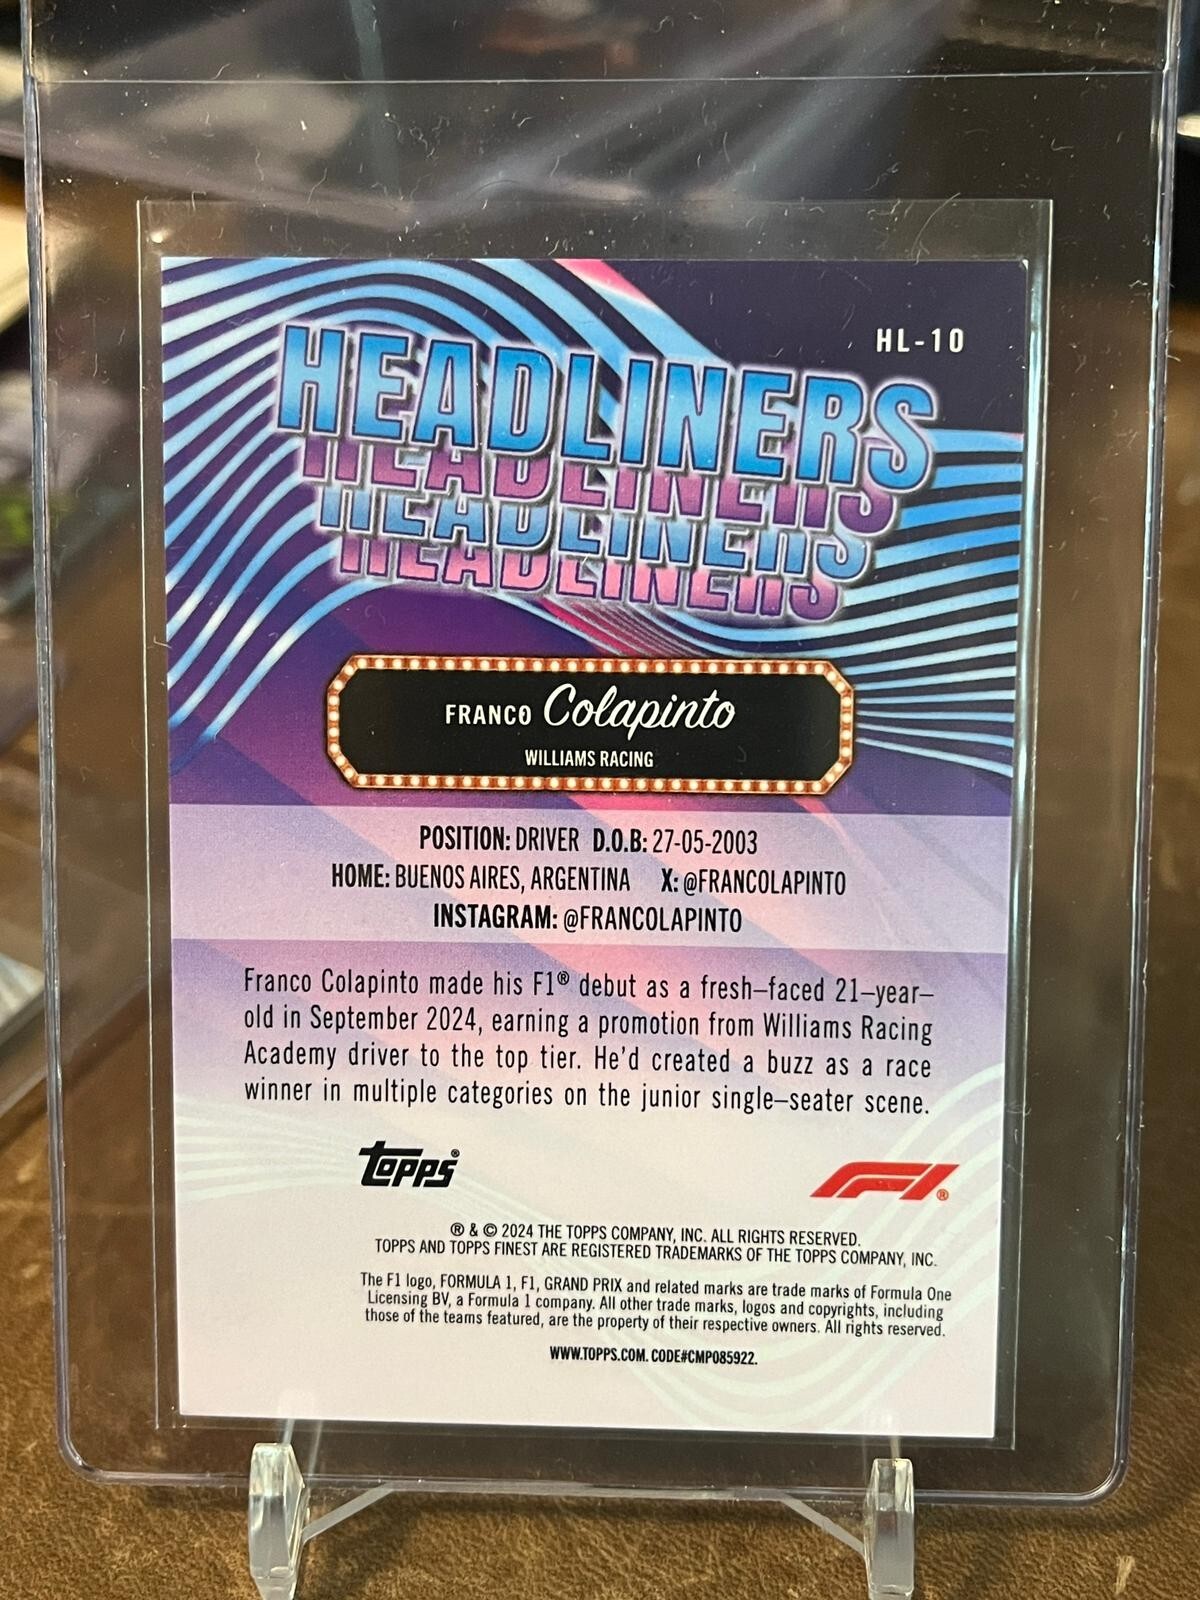 HL-10
HEADLINERS
HEADLINERS
HEADLINERS
HEADLINERS
FRANCO Colapinto
WILLIAMS RACING
POSITION: DRIVER D.O.B: 27-05-2003
HOME: BUENOS AIRES, ARGENTINA X: @FRANCOLAPINTO
INSTAGRAM: @FRANCOLAPINTO
Franco Colapinto made his F1® debut as a fresh–faced 21–year–
old in September 2024, earning a promotion from Williams Racing
Academy driver to the top tier. He'd created a buzz as a race
winner in multiple categories on the junior single–seater scene.
topps®
F1®
® & © 2024 THE TOPPS COMPANY, INC. ALL RIGHTS RESERVED.
TOPPS AND TOPPS FINEST ARE REGISTERED TRADEMARKS OF THE TOPPS COMPANY, INC.
The F1 logo, FORMULA 1, F1, GRAND PRIX and related marks are trade marks of Formula One
Licensing BV, a Formula 1 company. All other trade marks, logos and copyrights, including
those of the teams featured, are the property of their respective owners. All rights reserved.
WWW.TOPPS.COM. CODE#CMP085922.